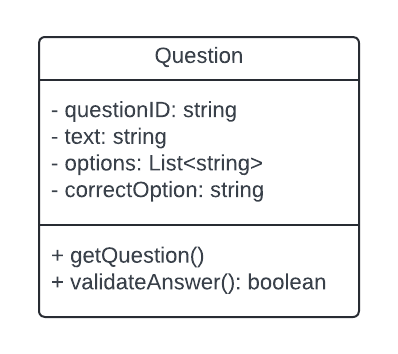 Question
- questionID: string
- text: string
- options: List<string>
- correctOption: string
+ getQuestion()
+ validateAnswer(): boolean